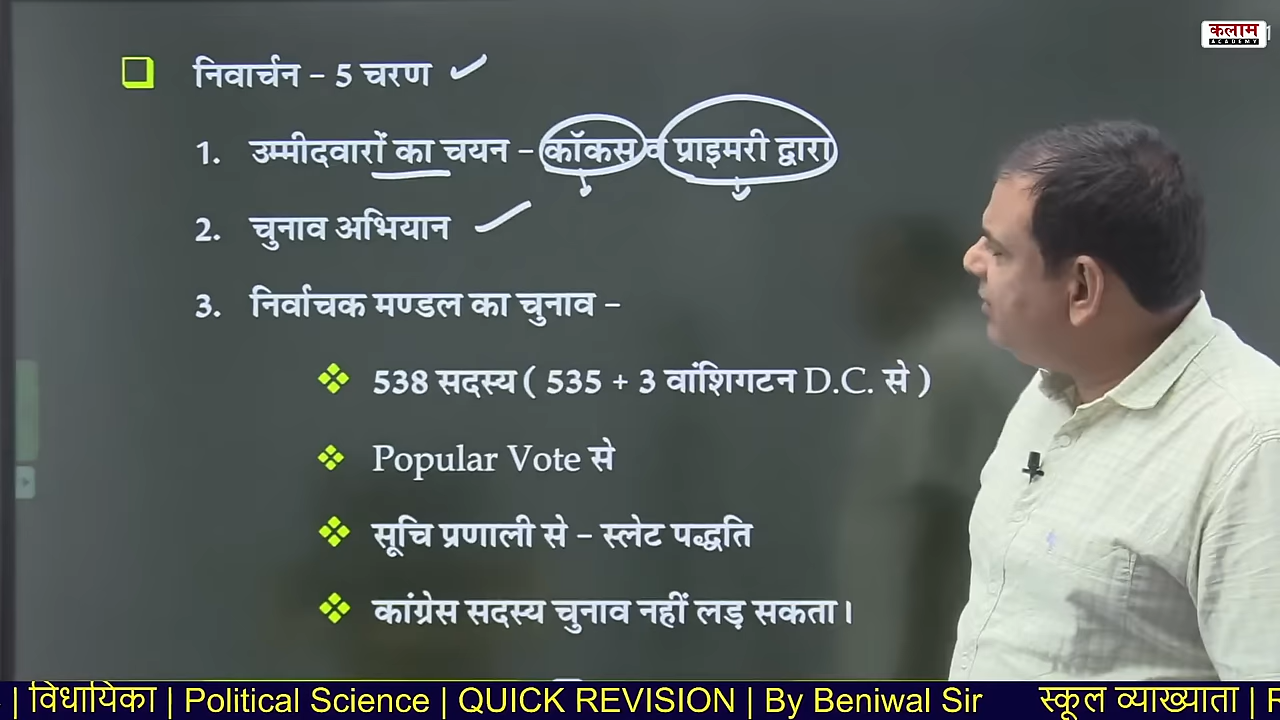 कलाम
ACADEMY
निवार्चन – 5 चरण
1. उम्मीदवारों का चयन – कॉकस व प्राइमरी द्वारा
2. चुनाव अभियान
3. निर्वाचक मण्डल का चुनाव –
538 सदस्य ( 535 + 3 वांशिगटन D.C. से )
Popular Vote से
सूचि प्रणाली से – स्लेट पद्धति
कांग्रेस सदस्य चुनाव नहीं लड़ सकता।
| विधायिका | Political Science | QUICK REVISION | By Beniwal Sir स्कूल व्याख्याता |